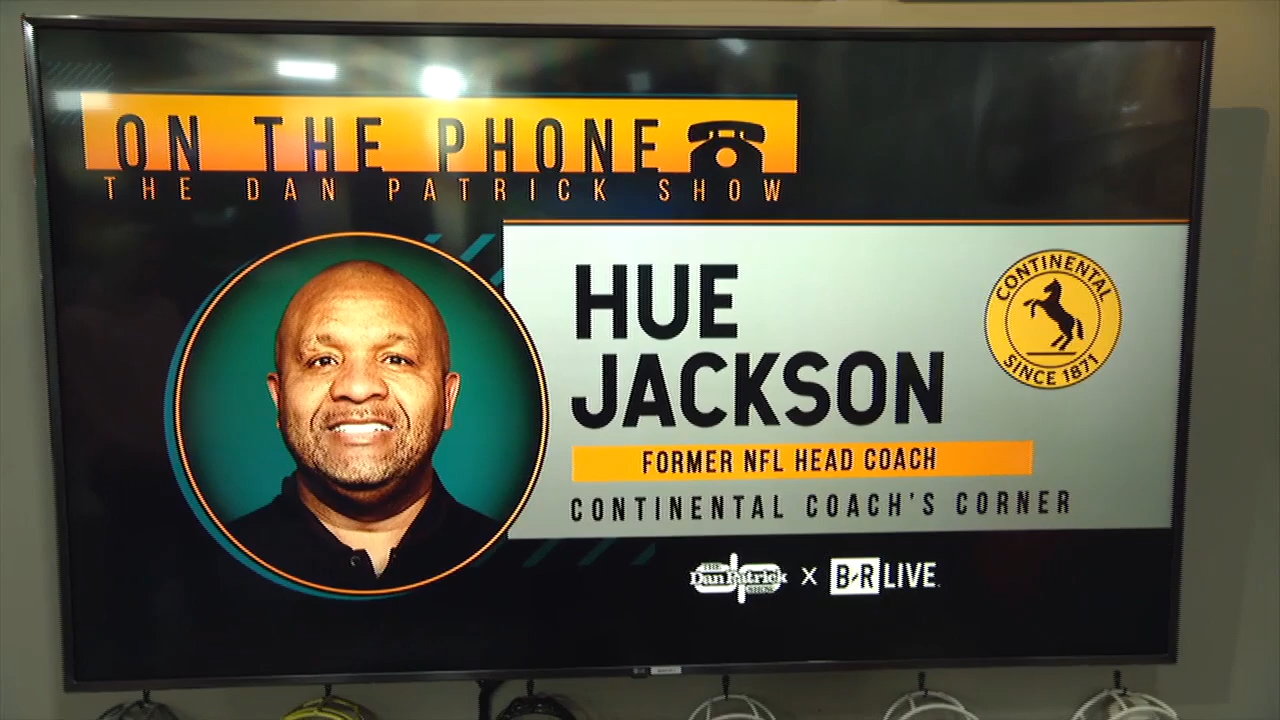 ON THE PHONE
THE DAN PATRICK SHOW
HUE
JACKSON
FORMER NFL HEAD COACH
CONTINENTAL COACH'S CORNER
CONTINENTAL
SINCE 1871
THE
Dan Patrick
SHOW
X
B/R LIVE